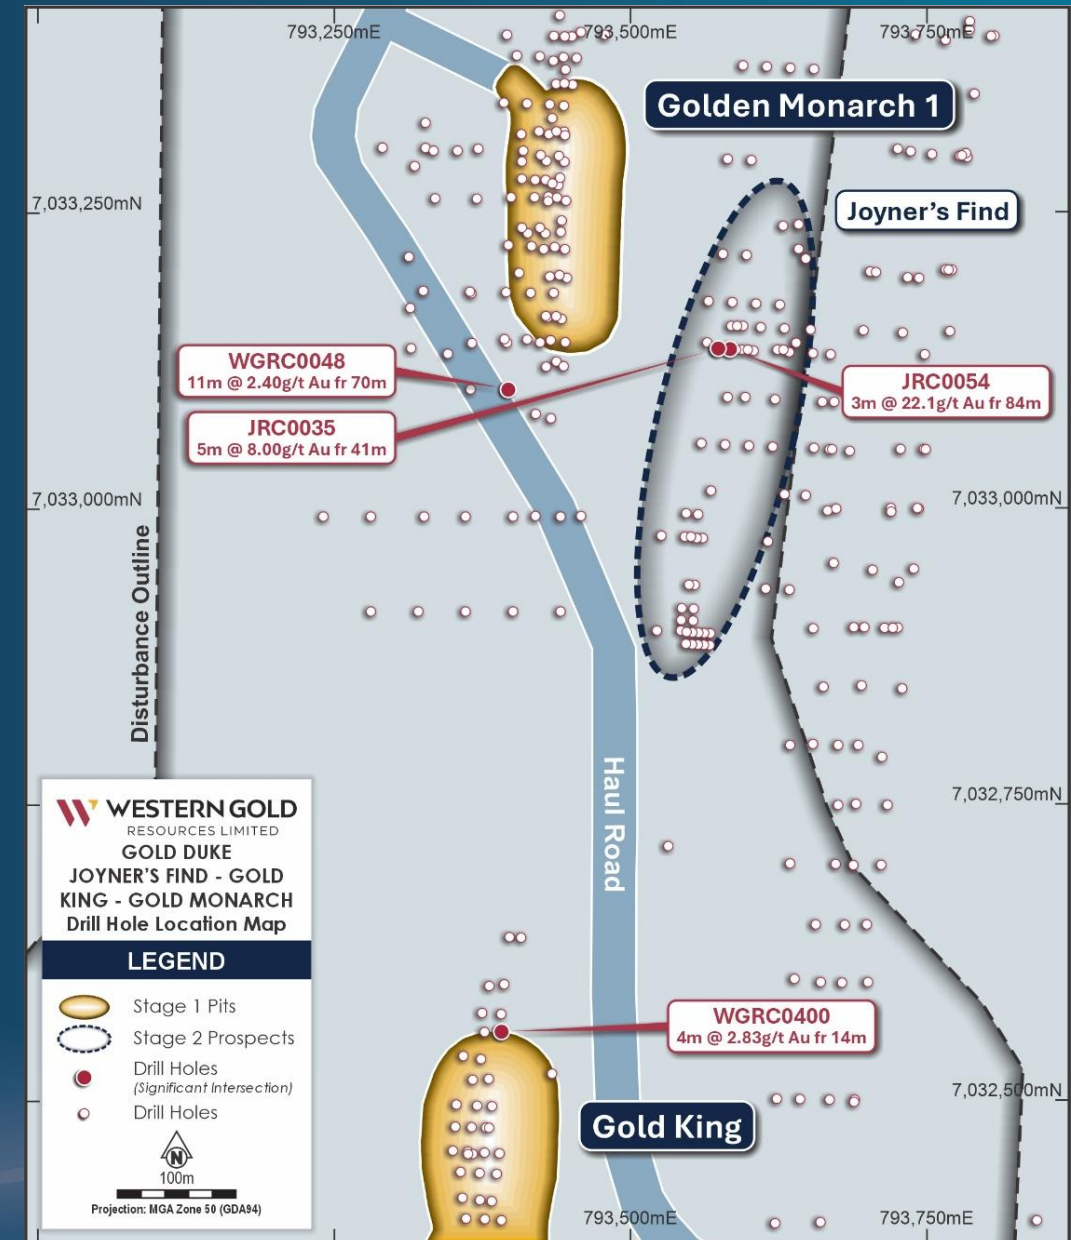 793,250mE
793,500mE
793,750mE
Golden Monarch 1
7,033,250mN
Joyner's Find
WGRC0048
11m @ 2.40g/t Au fr 70m
JRC0054
3m @ 22.1g/t Au fr 84m
JRC0035
5m @ 8.00g/t Au fr 41m
7,033,000mN
7,033,000mN
Disturbance Outline
Haul Road
7,032,750mN
WESTERN GOLD
RESOURCES LIMITED
GOLD DUKE
JOYNER'S FIND - GOLD
KING - GOLD MONARCH
Drill Hole Location Map
LEGEND
Stage 1 Pits
Stage 2 Prospects
Drill Holes
(Significant Intersection)
Drill Holes
N
100m
Projection: MGA Zone 50 (GDA94)
WGRC0400
4m @ 2.83g/t Au fr 14m
7,032,500mN
Gold King
793,500mE
793,750mE